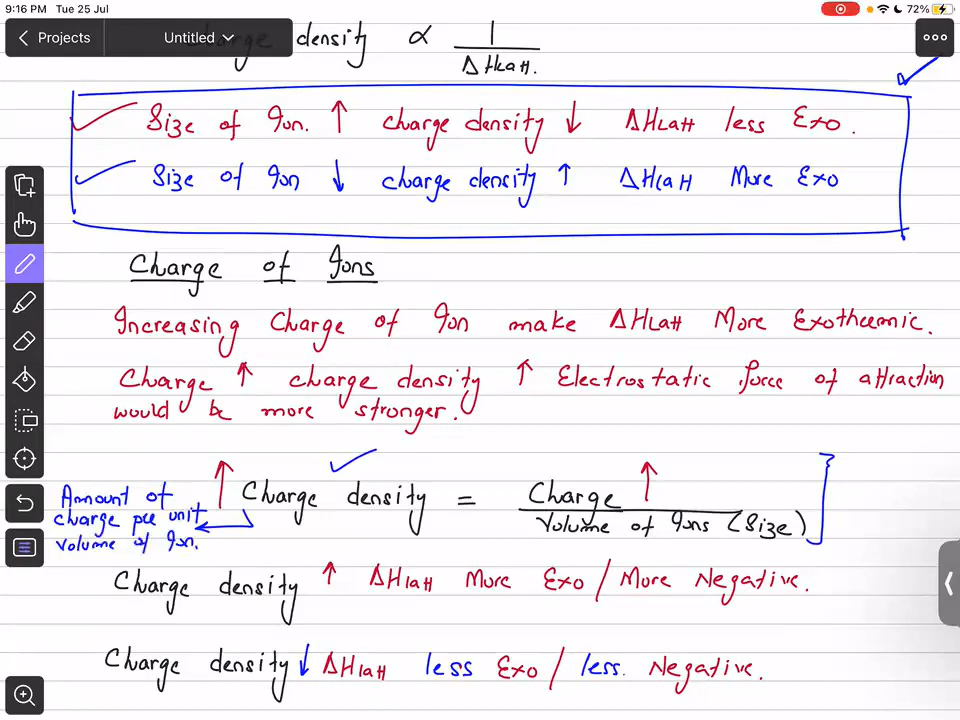 9:16 PM Tue 25 Jul
72%
Projects
Untitled
density ∝ 1 / ΔHLatt.
Size of Ion. ↑ charge density ↓ ΔHLatt less Exo.
Size of Ion ↓ charge density ↑ ΔHLatt More Exo
Charge of Ions
Increasing Charge of Ion make ΔHLatt More Exothermic.
Charge ↑ charge density ↑ Electrostatic force of attraction
would be more stronger.
↑ Charge density = Charge ↑ / Volume of Ions (Size)
Amount of
charge per unit
volume of Ion.
Charge density ↑ ΔHLatt More Exo / More Negative.
Charge density ↓ ΔHLatt less Exo / less. Negative.